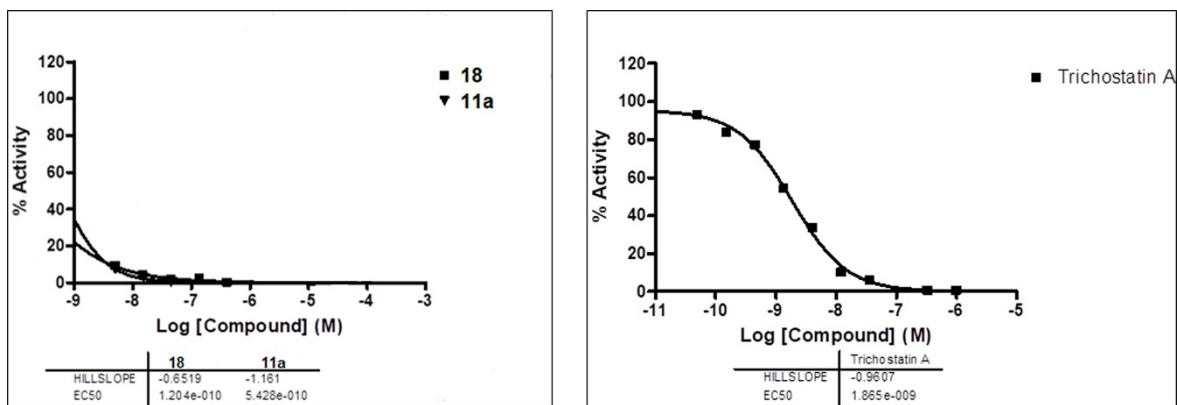 120
100
80
60
40
20
0
% Activity
18
11a
-9 -8 -7 -6 -5 -4 -3
Log [Compound] (M)
18 11a
HILLSLOPE -0.6519 -1.161
EC50 1.204e-010 5.428e-010
120
100
80
60
40
20
0
% Activity
Trichostatin A
-11 -10 -9 -8 -7 -6 -5
Log [Compound] (M)
Trichostatin A
HILLSLOPE -0.9607
EC50 1.865e-009